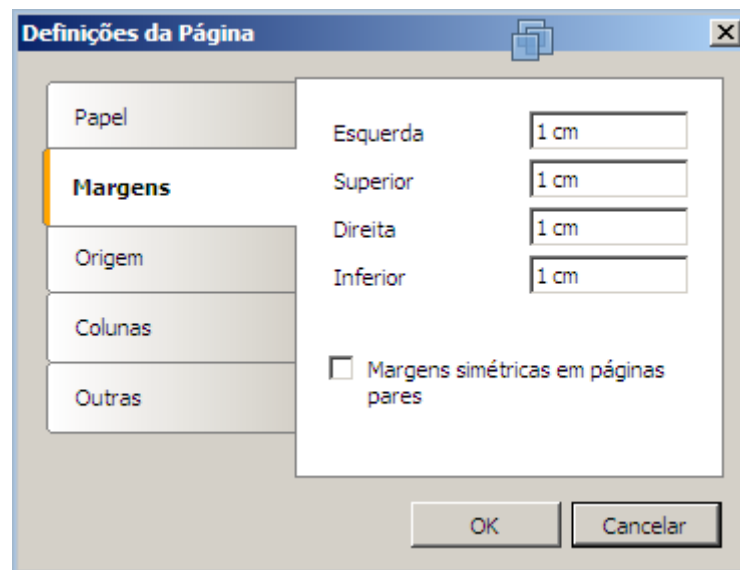 Definições da Página
Papel
Margens
Origem
Colunas
Outras
Esquerda 1 cm
Superior 1 cm
Direita 1 cm
Inferior 1 cm
Margens simétricas em páginas
pares
OK Cancelar